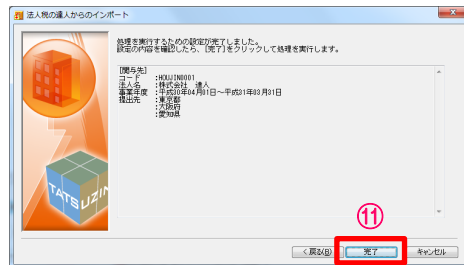 法人税の達人からのインポート
処理を実行するための設定が完了しました。
設定の内容を確認したら、[完了]をクリックして処理を実行します。
[関与先]
コード :HOUJIN0001
法人名 :株式会社 達人
事業年度 :平成30年04月01日～平成31年03月31日
提出先 :東京都
:大阪府
:愛知県
TATSUZIN
⑪
< 戻る(B)
完了
キャンセル